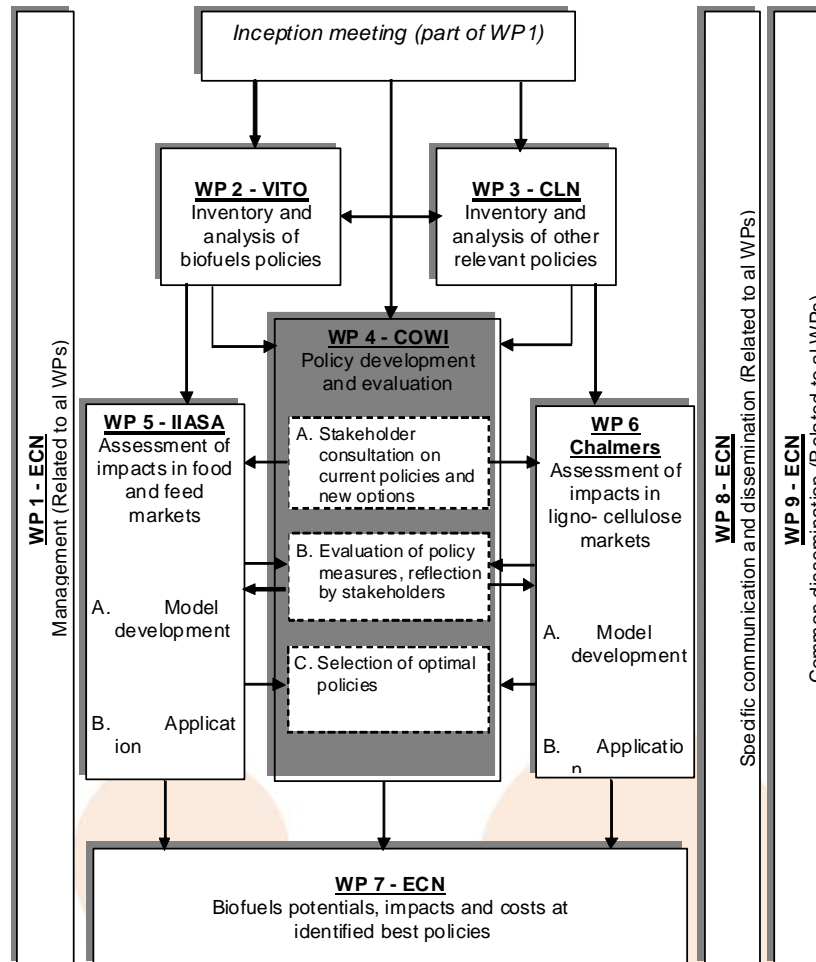 Inception meeting (part of WP1)
WP 2 - VITO
Inventory and
analysis of
biofuels policies
WP 3 - CLN
Inventory and
analysis of other
relevant policies
WP 4 - COWI
Policy development
and evaluation
A. Stakeholder
consultation on
current policies and
new options
B. Evaluation of policy
measures, reflection
by stakeholders
C. Selection of optimal
policies
WP 5 - IIASA
Assessment of
impacts in food
and feed
markets
A. Model
development
B. Applicat
ion
WP 6
Chalmers
Assessment of
impacts in
ligno- cellulose
markets
A. Model
development
B. Applicatio
n
WP 7 - ECN
Biofuels potentials, impacts and costs at
identified best policies
WP 1 - ECN
Management (Related to al WPs)
WP 8 - ECN
Spedific communication and dissemination (Related to al WPs)
WP 9 - ECN
Common dissemination (Related to al WPs)